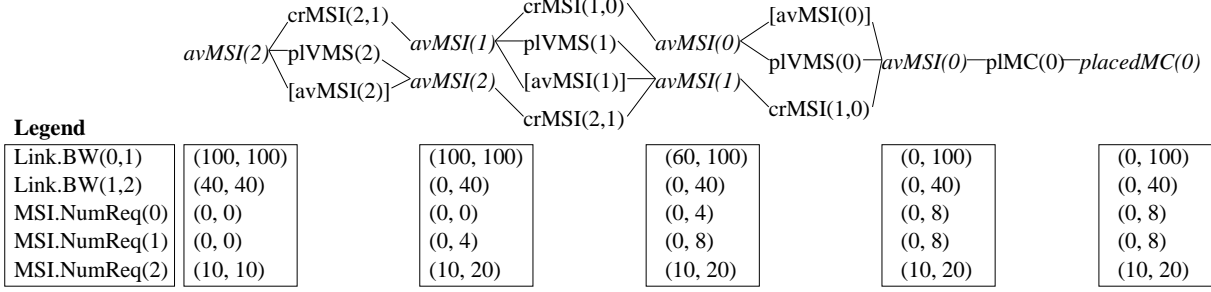 crMSI(2,1) crMSI(1,0) [avMSI(0)]
avMSI(2) plVMS(2) avMSI(1) plVMS(1) avMSI(0) plVMS(0) avMSI(0) plMC(0) placedMC(0)
[avMSI(2)] avMSI(2) [avMSI(1)] avMSI(1)
crMSI(2,1) crMSI(1,0)
Legend
Link.BW(0,1) (100, 100) (100, 100) (60, 100) (0, 100) (0, 100)
Link.BW(1,2) (40, 40) (0, 40) (0, 40) (0, 40) (0, 40)
MSI.NumReq(0) (0, 0) (0, 0) (0, 4) (0, 8) (0, 8)
MSI.NumReq(1) (0, 0) (0, 4) (0, 8) (0, 8) (0, 8)
MSI.NumReq(2) (10, 10) (10, 20) (10, 20) (10, 20) (10, 20)